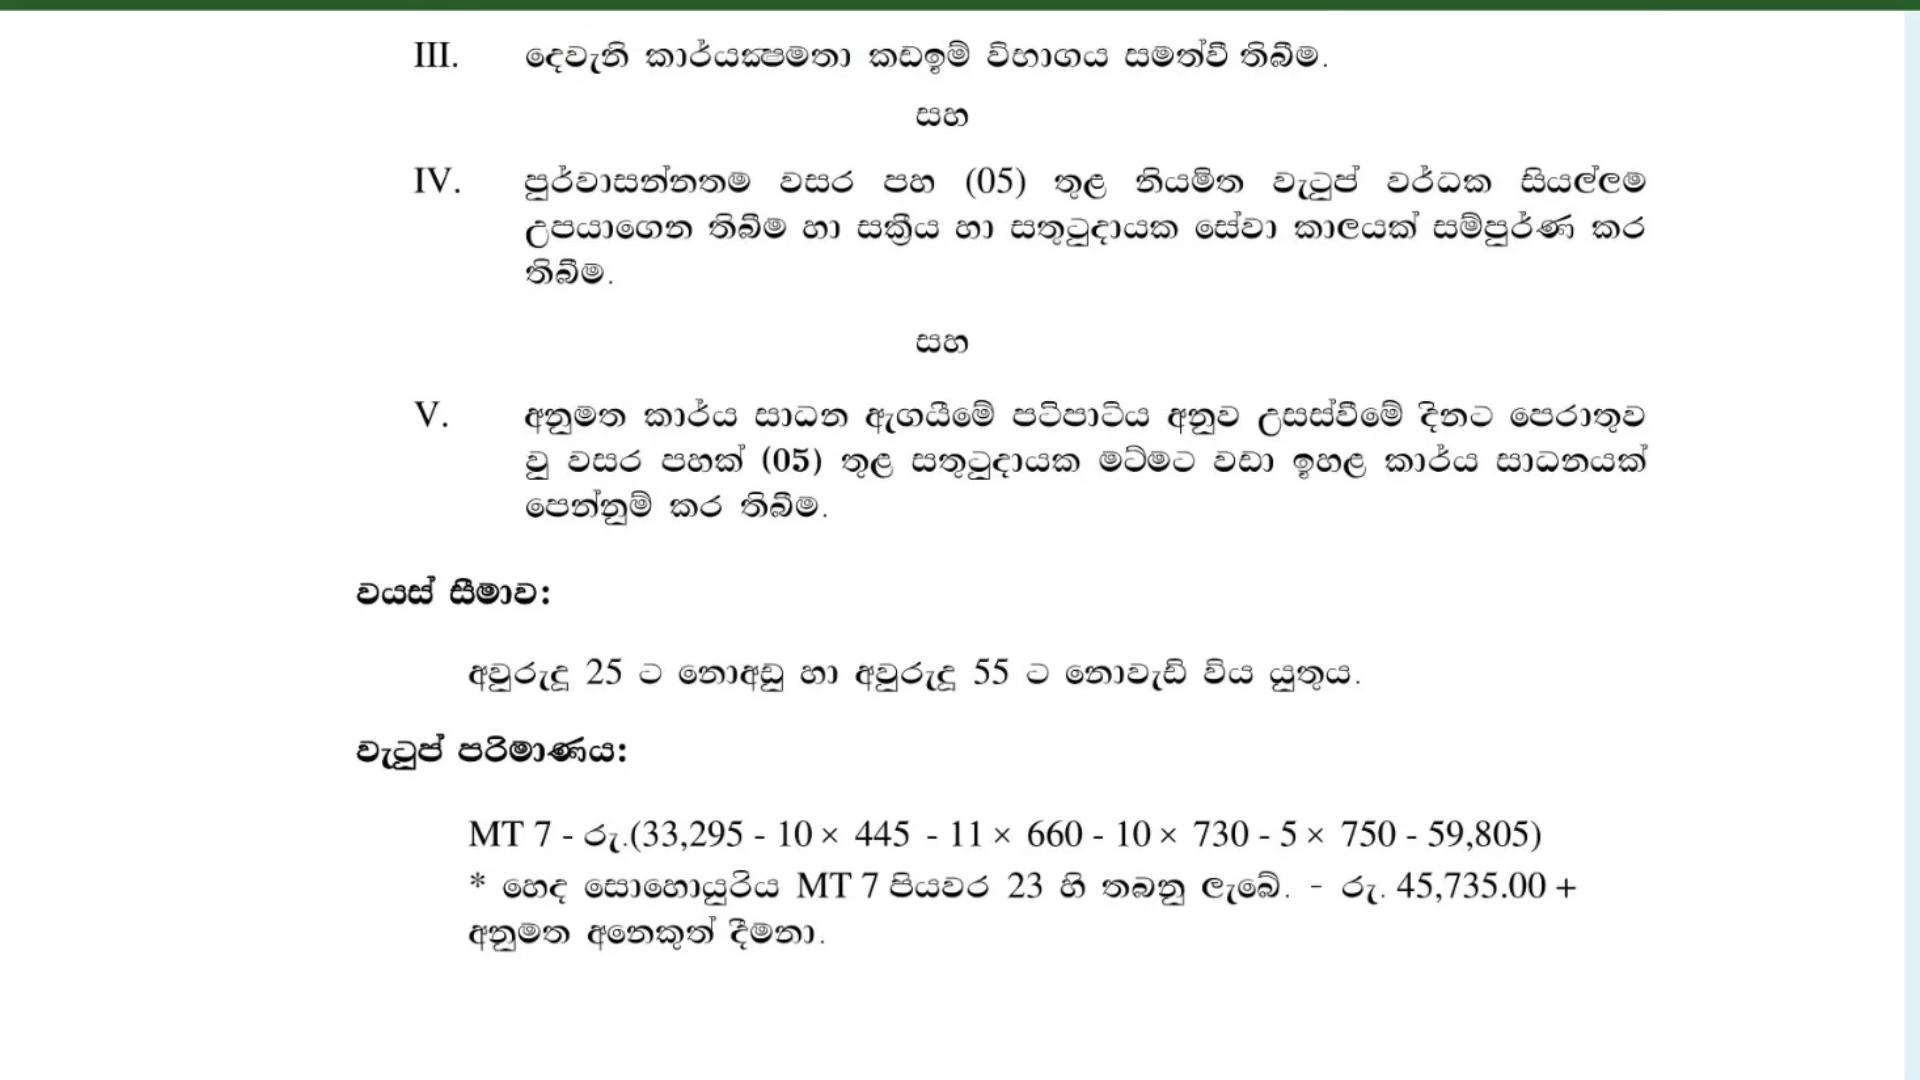 III. දෙවැනි කාර්යක්‍ෂමතා කඩඉම් විභාගය සමත්වී තිබීම.
සහ
IV. පුර්වාසන්නතම වසර පහ (05) තුළ නියමිත වැටුප් වර්ධක සියල්ලම
උපයාගෙන තිබීම හා සක්‍රීය හා සතුටුදායක සේවා කාලයක් සම්පුර්ණ කර
තිබීම.
සහ
V. අනුමත කාර්ය සාධන ඇගයීමේ පටිපාටිය අනුව උසස්වීමේ දිනට පෙරාතුව
වු වසර පහක් (05) තුළ සතුටුදායක මට්මට වඩා ඉහළ කාර්ය සාධනයක්
පෙන්නුම් කර තිබීම.
වයස් සීමාව:
අවුරුදු 25 ට නොඅඩු හා අවුරුදු 55 ට නොවැඩි විය යුතුය.
වැටුප් පරිමාණය:
MT 7 - රු.(33,295 - 10 × 445 - 11 × 660 - 10 × 730 - 5 × 750 - 59,805)
* හෙද සොහොයුරිය MT 7 පියවර 23 හි තබනු ලැබේ. - රු. 45,735.00 +
අනුමත අනෙකුත් දීමනා.